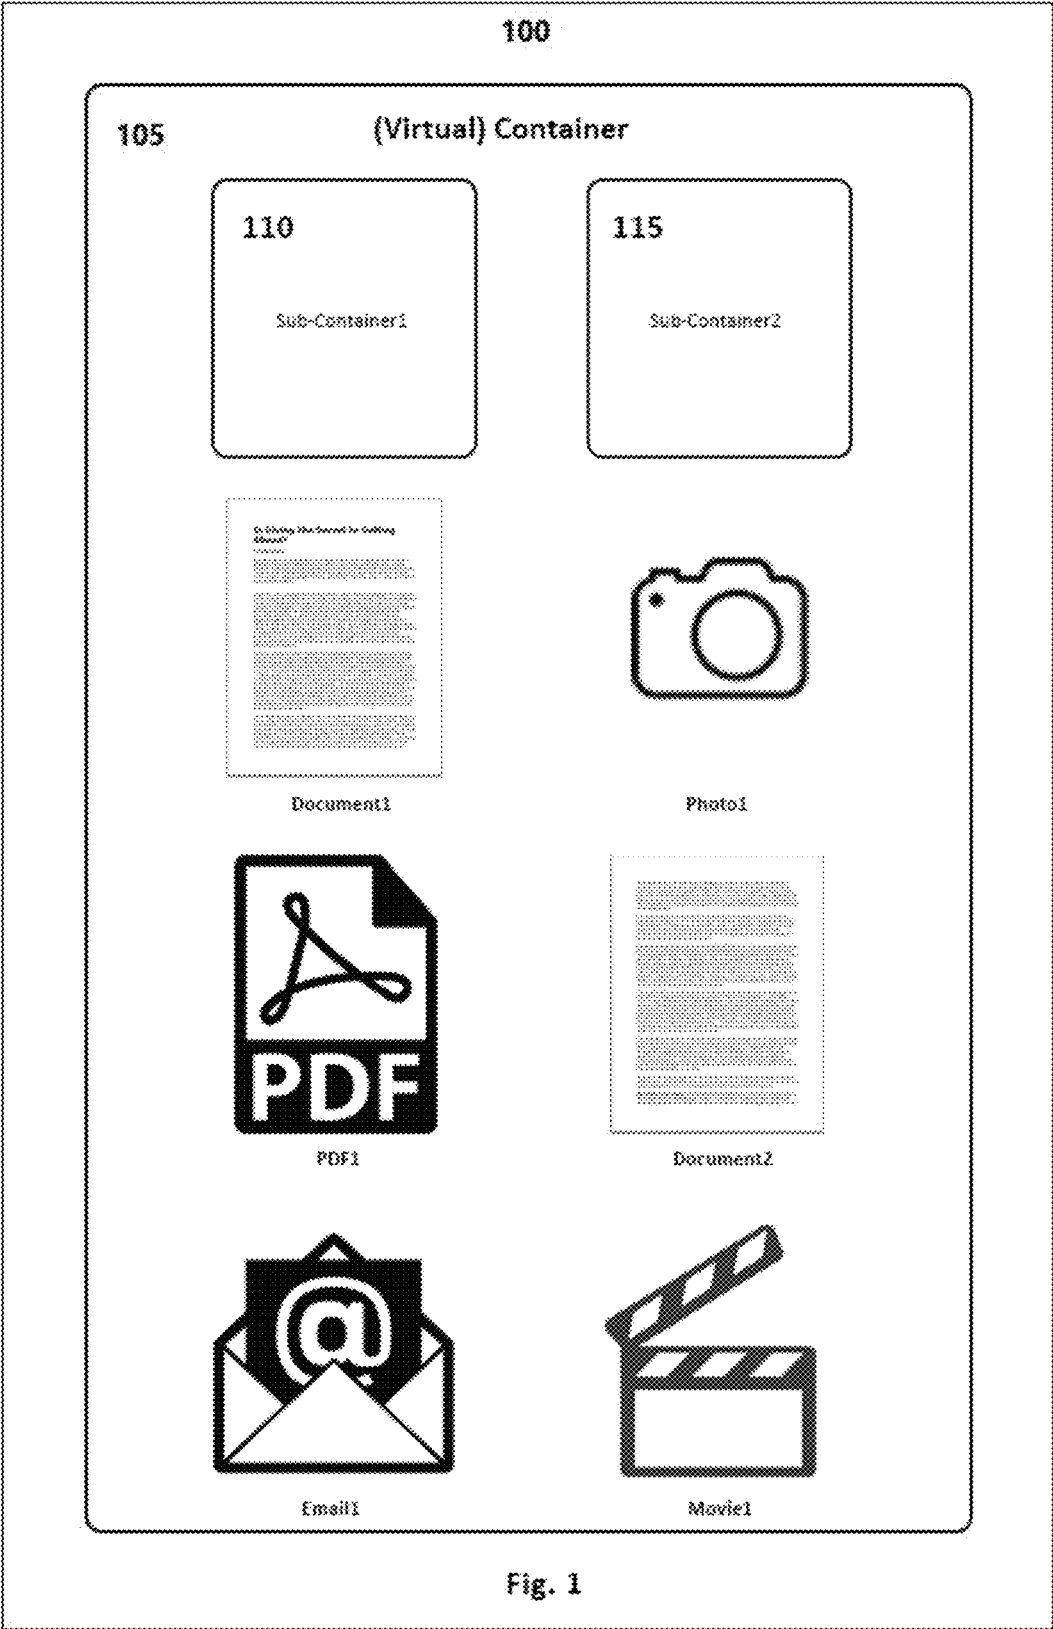 100
105
(Virtual) Container
110
115
Sub-Container1
Sub-Container2
Document1
Photo1
PDF
PDF1
Document2
@
Email1
Movie1
Fig. 1